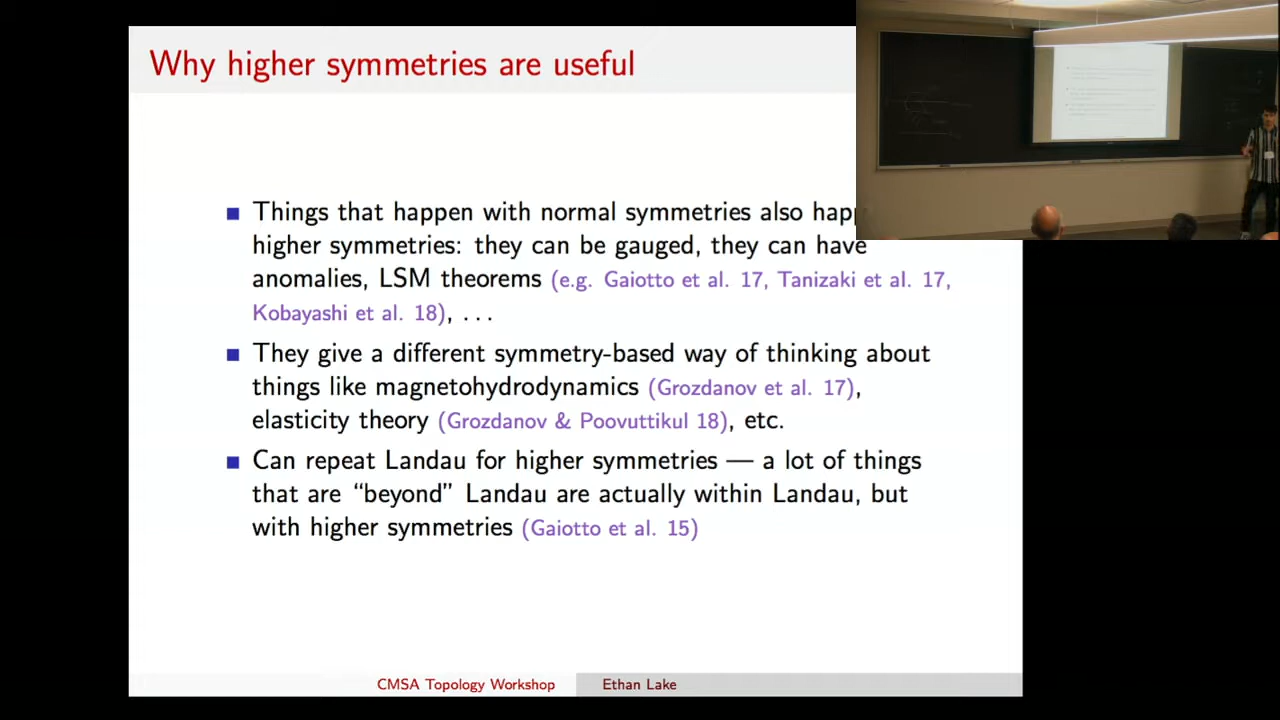 Why higher symmetries are useful
Things that happen with normal symmetries also hap
higher symmetries: they can be gauged, they can have
anomalies, LSM theorems (e.g. Gaiotto et al. 17, Tanizaki et al. 17,
Kobayashi et al. 18), ...
They give a different symmetry-based way of thinking about
things like magnetohydrodynamics (Grozdanov et al. 17),
elasticity theory (Grozdanov & Poovuttikul 18), etc.
Can repeat Landau for higher symmetries — a lot of things
that are “beyond” Landau are actually within Landau, but
with higher symmetries (Gaiotto et al. 15)
CMSA Topology Workshop Ethan Lake